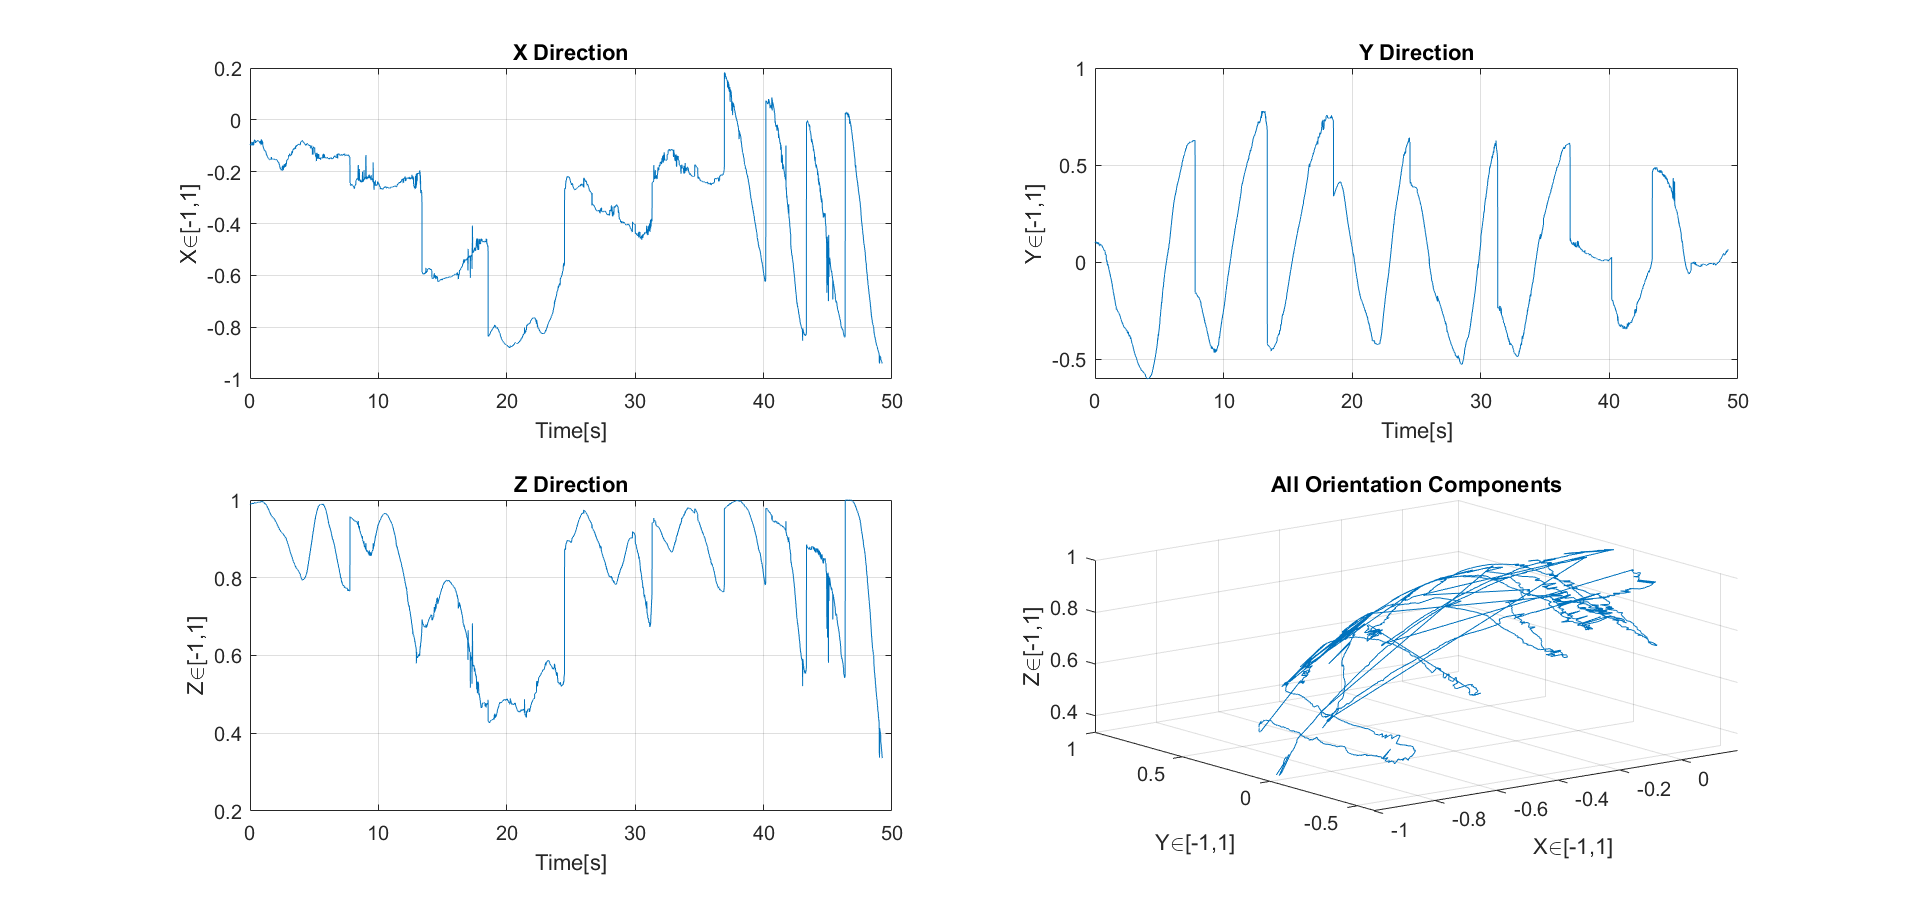 X Direction
0.2
0
-0.2
-0.4
-0.6
-0.8
-1
X∈[-1,1]
0 10 20 30 40 50
Time[s]
Y Direction
1
0.5
0
-0.5
Y∈[-1,1]
0 10 20 30 40 50
Time[s]
Z Direction
1
0.8
0.6
0.4
0.2
Z∈[-1,1]
0 10 20 30 40 50
Time[s]
All Orientation Components
1
0.8
0.6
0.4
Z∈[-1,1]
1
0.5
0
-0.5
Y∈[-1,1]
-1
-0.8
-0.6
-0.4
-0.2
0
X∈[-1,1]